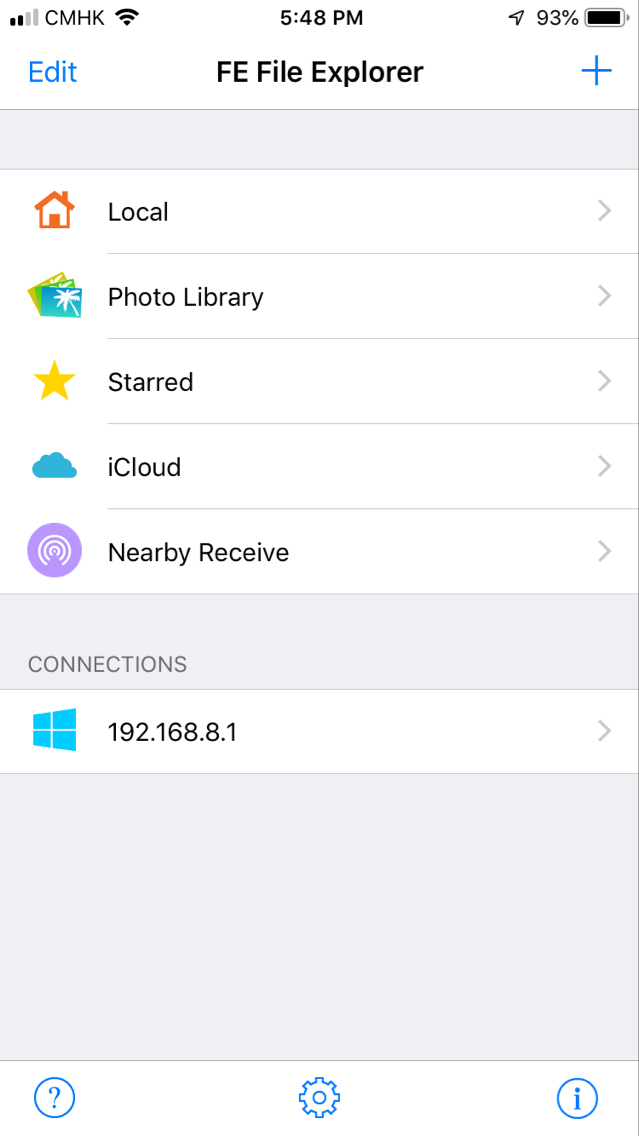 CMHK 5:48 PM 93%
Edit FE File Explorer +
Local
Photo Library
Starred
iCloud
Nearby Receive
CONNECTIONS
192.168.8.1
? i